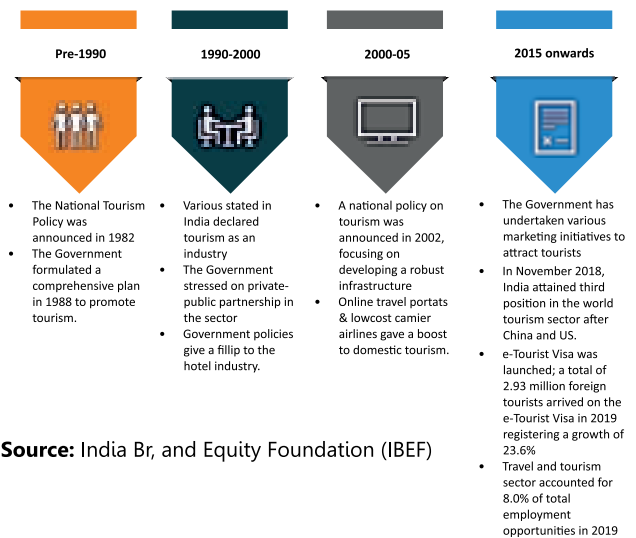 Pre-1990
The National Tourism
Policy was
announced in 1982
The Government
formulated a
comprehensive plan
in 1988 to promote
tourism.
1990-2000
Various stated in
India declared
tourism as an
industry
The Government
stressed on private-
public partnership in
the sector
Government policies
give a fillip to the
hotel industry.
2000-05
A national policy on
tourism was
announced in 2002,
focusing on
developing a robust
infrastructure
Online travel portats
& lowcost camier
airlines gave a boost
to domestic tourism.
2015 onwards
The Government has
undertaken various
marketing initiatives to
attract tourists
In November 2018,
India attained third
position in the world
tourism sector after
China and US.
e-Tourist Visa was
launched; a total of
2.93 million foreign
tourists arrived on the
e-Tourist Visa in 2019
registering a growth of
23.6%
Travel and tourism
sector accounted for
8.0% of total
employment
opportunities in 2019
Source: India Br, and Equity Foundation (IBEF)